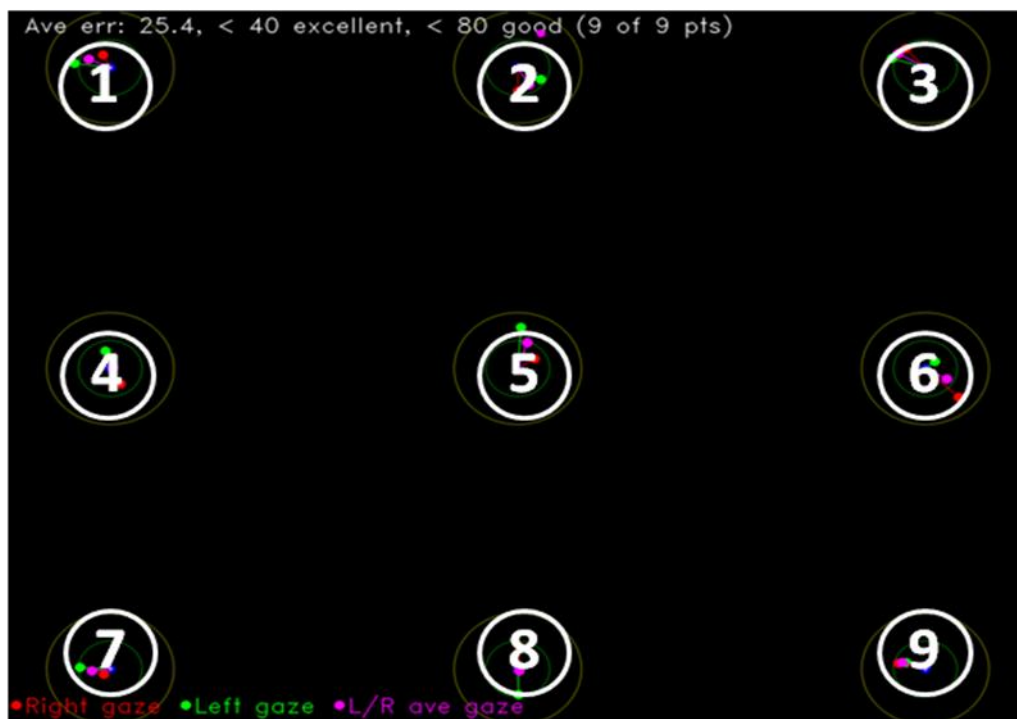 Ave err: 25.4, < 40 excellent, < 80 good (9 of 9 pts)
1 2 3
4 5 6
7 8 9
Right gaze Left gaze L/R ave gaze